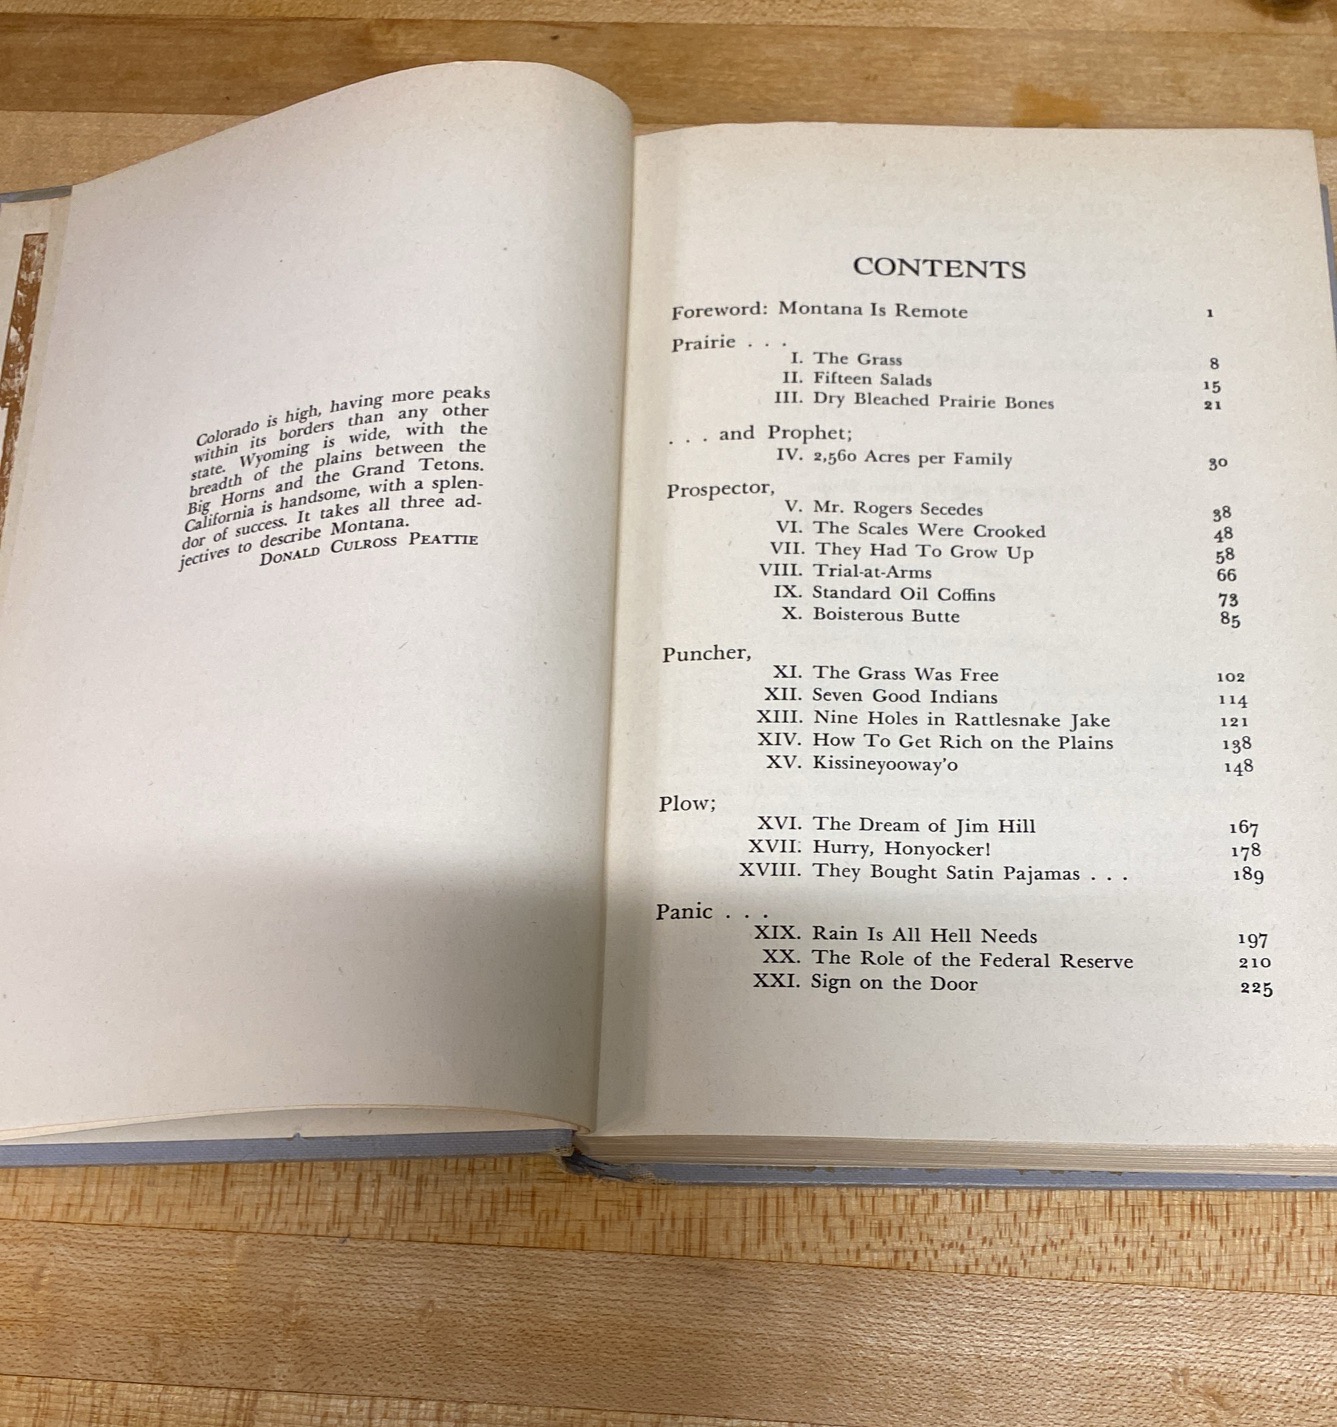 Colorado is high, having more peaks
within its borders than any other
state. Wyoming is wide, with the
breadth of the plains between the
Big Horns and the Grand Tetons.
California is handsome, with a splen-
dor of success. It takes all three ad-
jectives to describe Montana.
DONALD CULROSS PEATTIE
CONTENTS
Foreword: Montana Is Remote 1
Prairie . . .
I. The Grass 8
II. Fifteen Salads 15
III. Dry Bleached Prairie Bones 21
. . . and Prophet;
IV. 2,560 Acres per Family 30
Prospector,
V. Mr. Rogers Secedes 38
VI. The Scales Were Crooked 48
VII. They Had To Grow Up 58
VIII. Trial-at-Arms 66
IX. Standard Oil Coffins 73
X. Boisterous Butte 85
Puncher,
XI. The Grass Was Free 102
XII. Seven Good Indians 114
XIII. Nine Holes in Rattlesnake Jake 121
XIV. How To Get Rich on the Plains 138
XV. Kissineyooway'o 148
Plow;
XVI. The Dream of Jim Hill 167
XVII. Hurry, Honyocker! 178
XVIII. They Bought Satin Pajamas . . . 189
Panic . . .
XIX. Rain Is All Hell Needs 197
XX. The Role of the Federal Reserve 210
XXI. Sign on the Door 225